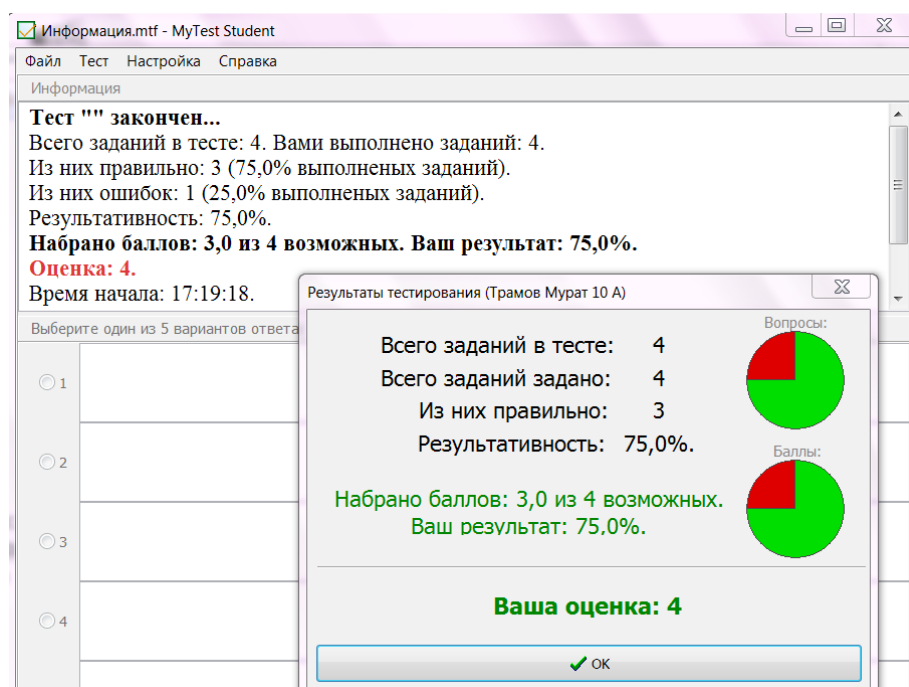 Информация.mtf - MyTest Student
Файл Тест Настройка Справка
Информация
Тест "" закончен...
Всего заданий в тесте: 4. Вами выполнено заданий: 4.
Из них правильно: 3 (75,0% выполненых заданий).
Из них ошибок: 1 (25,0% выполненых заданий).
Результативность: 75,0%.
Набрано баллов: 3,0 из 4 возможных. Ваш результат: 75,0%.
Оценка: 4.
Время начала: 17:19:18.
Выберите один из 5 вариантов ответа
1
2
3
4
Результаты тестирования (Трамов Мурат 10 А)
Вопросы:
Всего заданий в тесте: 4
Всего заданий задано: 4
Из них правильно: 3
Результативность: 75,0%.
Баллы:
Набрано баллов: 3,0 из 4 возможных.
Ваш результат: 75,0%.
Ваша оценка: 4
ОК